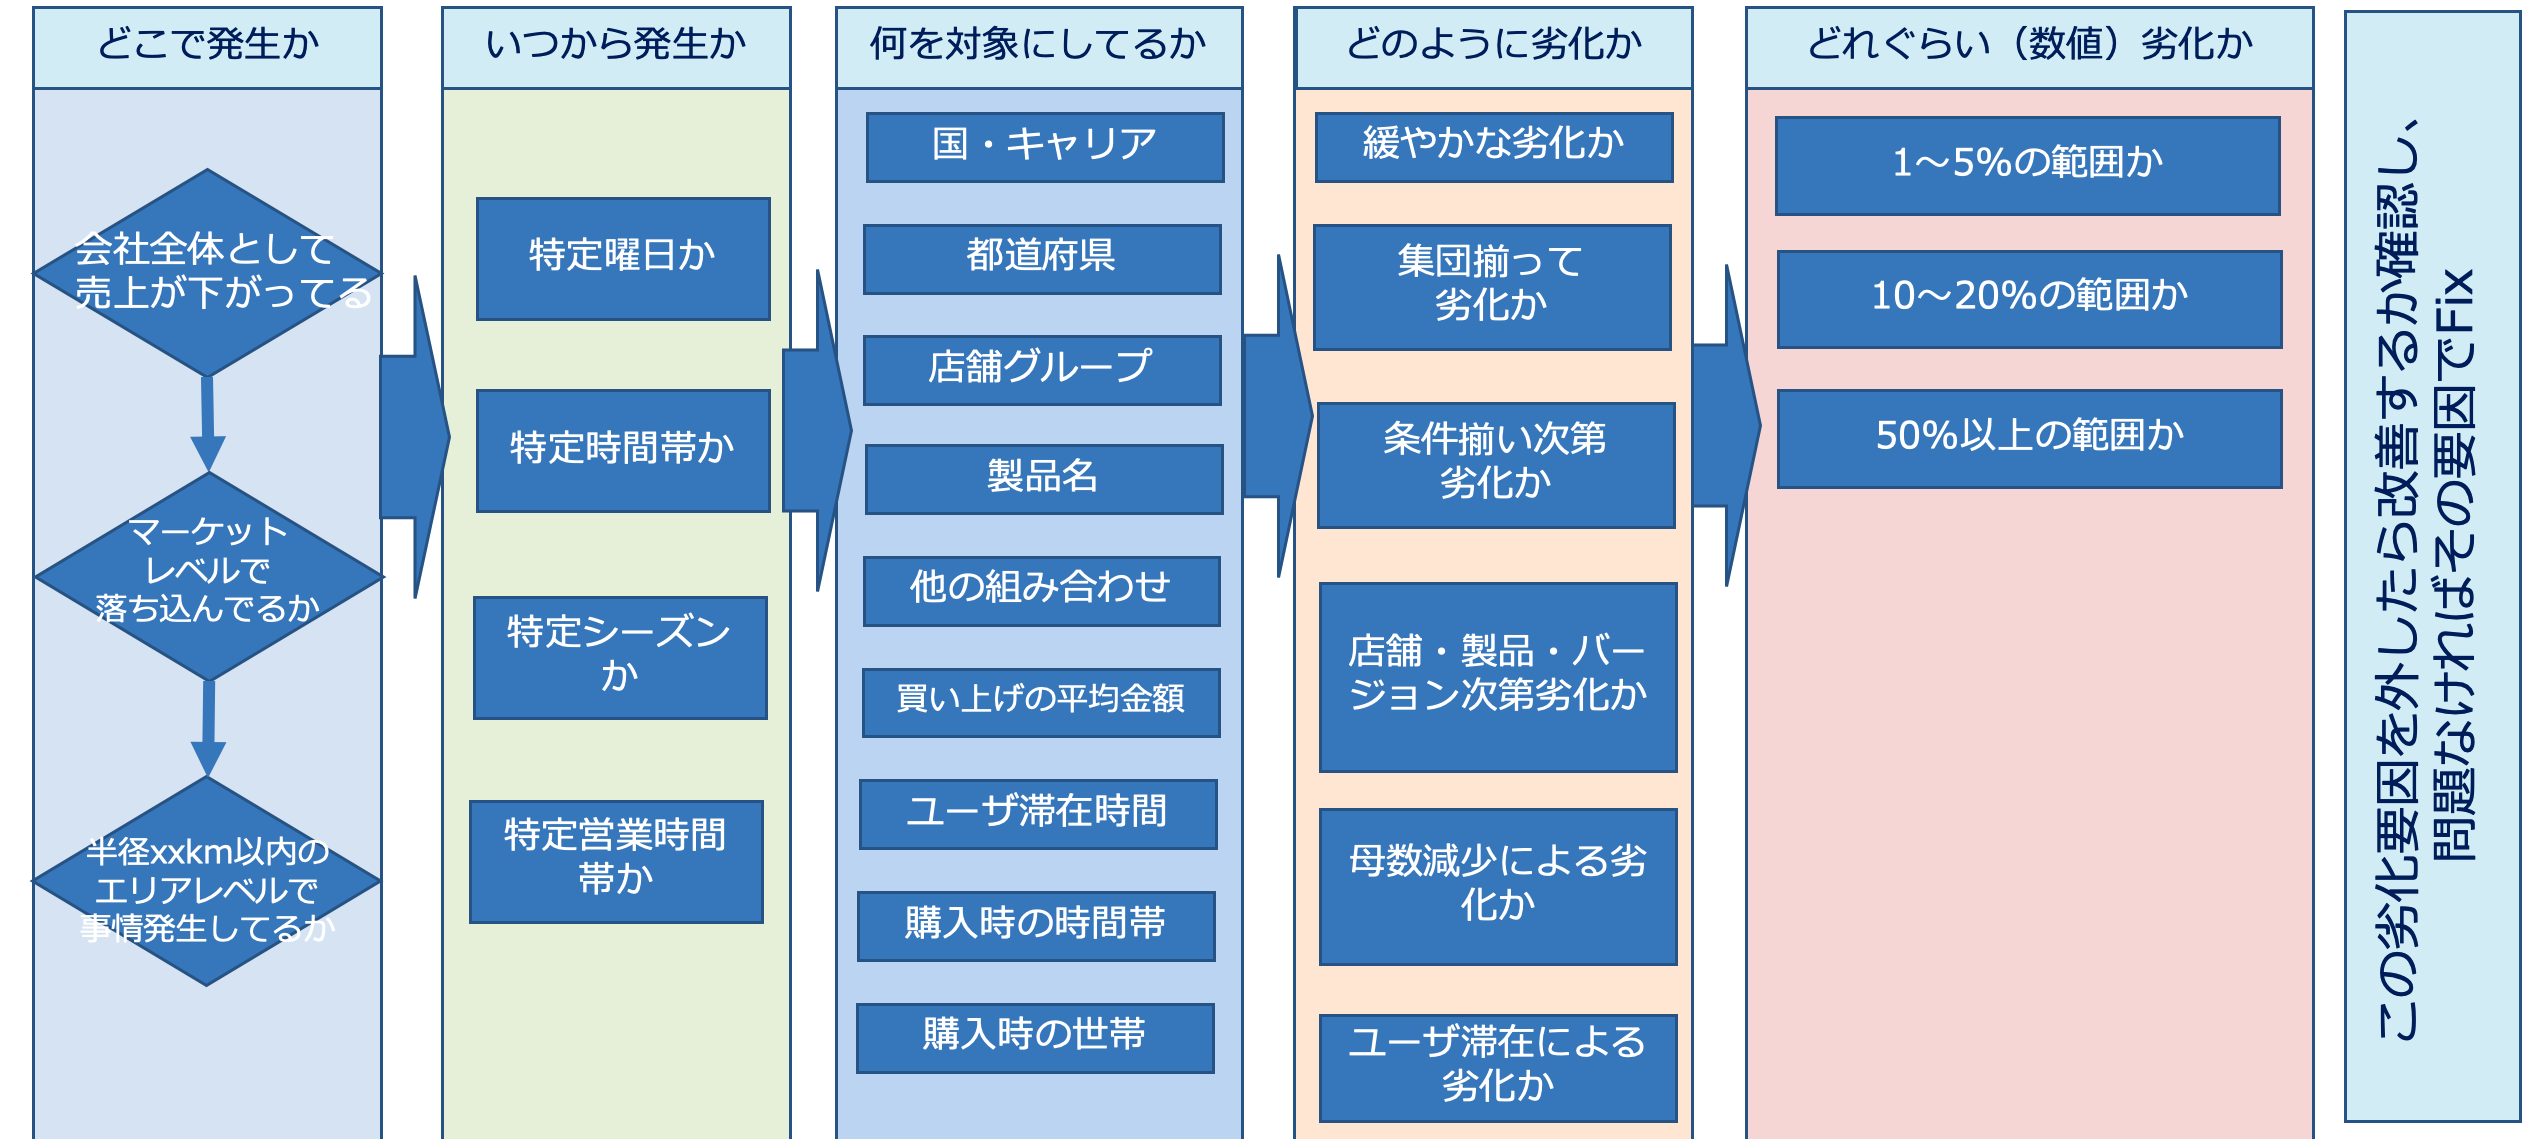 どこで発生か
会社全体として
売上が下がってる
マーケット
レベルで
落ち込んでるか
半径xxkm以内の
エリアレベルで
事情発生してるか
いつから発生か
特定曜日か
特定時間帯か
特定シーズン
か
特定営業時間
帯か
何を対象にしてるか
国・キャリア
都道府県
店舗グループ
製品名
他の組み合わせ
買い上げの平均金額
ユーザ滞在時間
購入時の時間帯
購入時の世帯
どのように劣化か
緩やかな劣化か
集団揃って
劣化か
条件揃い次第
劣化か
店舗・製品・バー
ジョン次第劣化か
母数減少による劣
化か
ユーザ滞在による
劣化か
どれぐらい（数値）劣化か
1〜5%の範囲か
10〜20%の範囲か
50%以上の範囲か
この劣化要因を外したら改善するか確認し、
問題なければその要因でFix